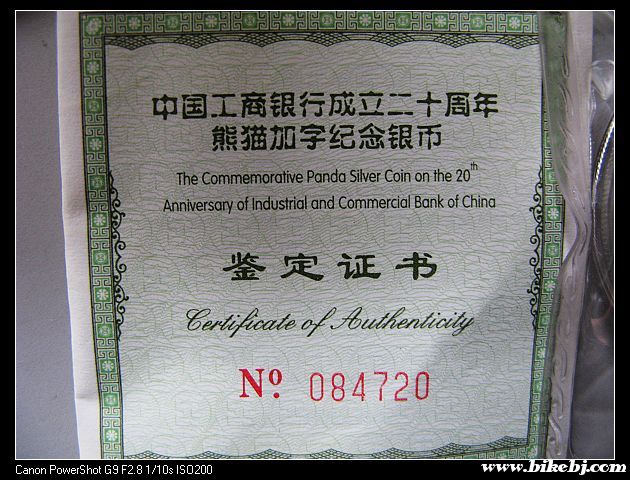 中国工商银行成立二十周年
熊猫加字纪念银币
The Commemorative Panda Silver Coin on the 20th
Anniversary of Industrial and Commercial Bank of China
鉴定证书
Certificate of Authenticity
Nº 084720
Canon PowerShot G9 F2.8 1/10s ISO200
www.bikebj.com